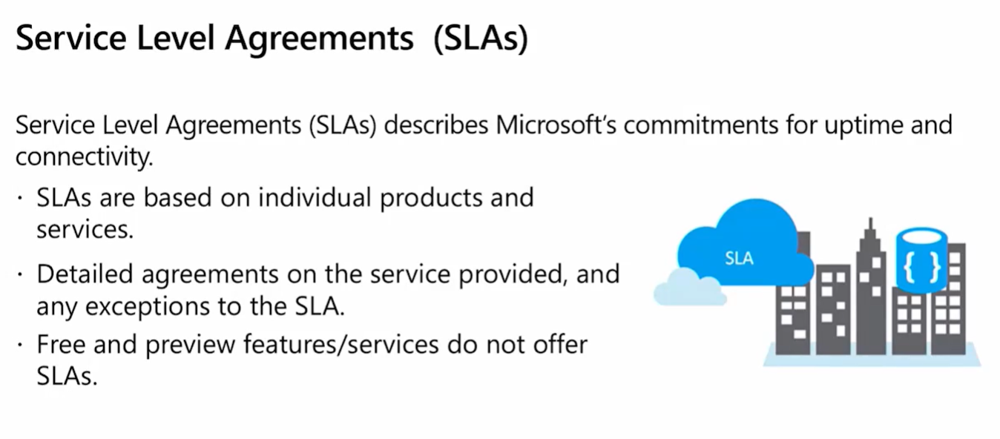 Service Level Agreements (SLAs)
Service Level Agreements (SLAs) describes Microsoft's commitments for uptime and
connectivity.
· SLAs are based on individual products and
services.
· Detailed agreements on the service provided, and
any exceptions to the SLA.
· Free and preview features/services do not offer
SLAs.
SLA
{ }